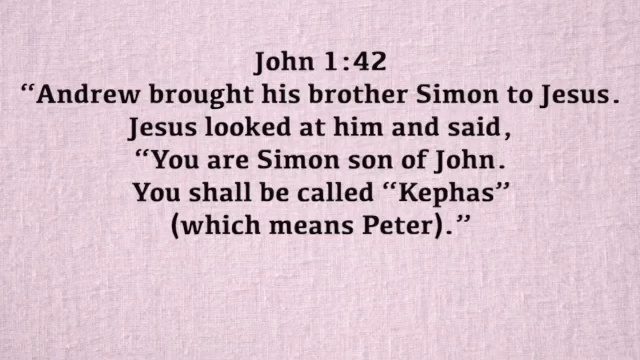 John 1:42
“Andrew brought his brother Simon to Jesus.
Jesus looked at him and said,
“You are Simon son of John.
You shall be called “Kephas”
(which means Peter).”